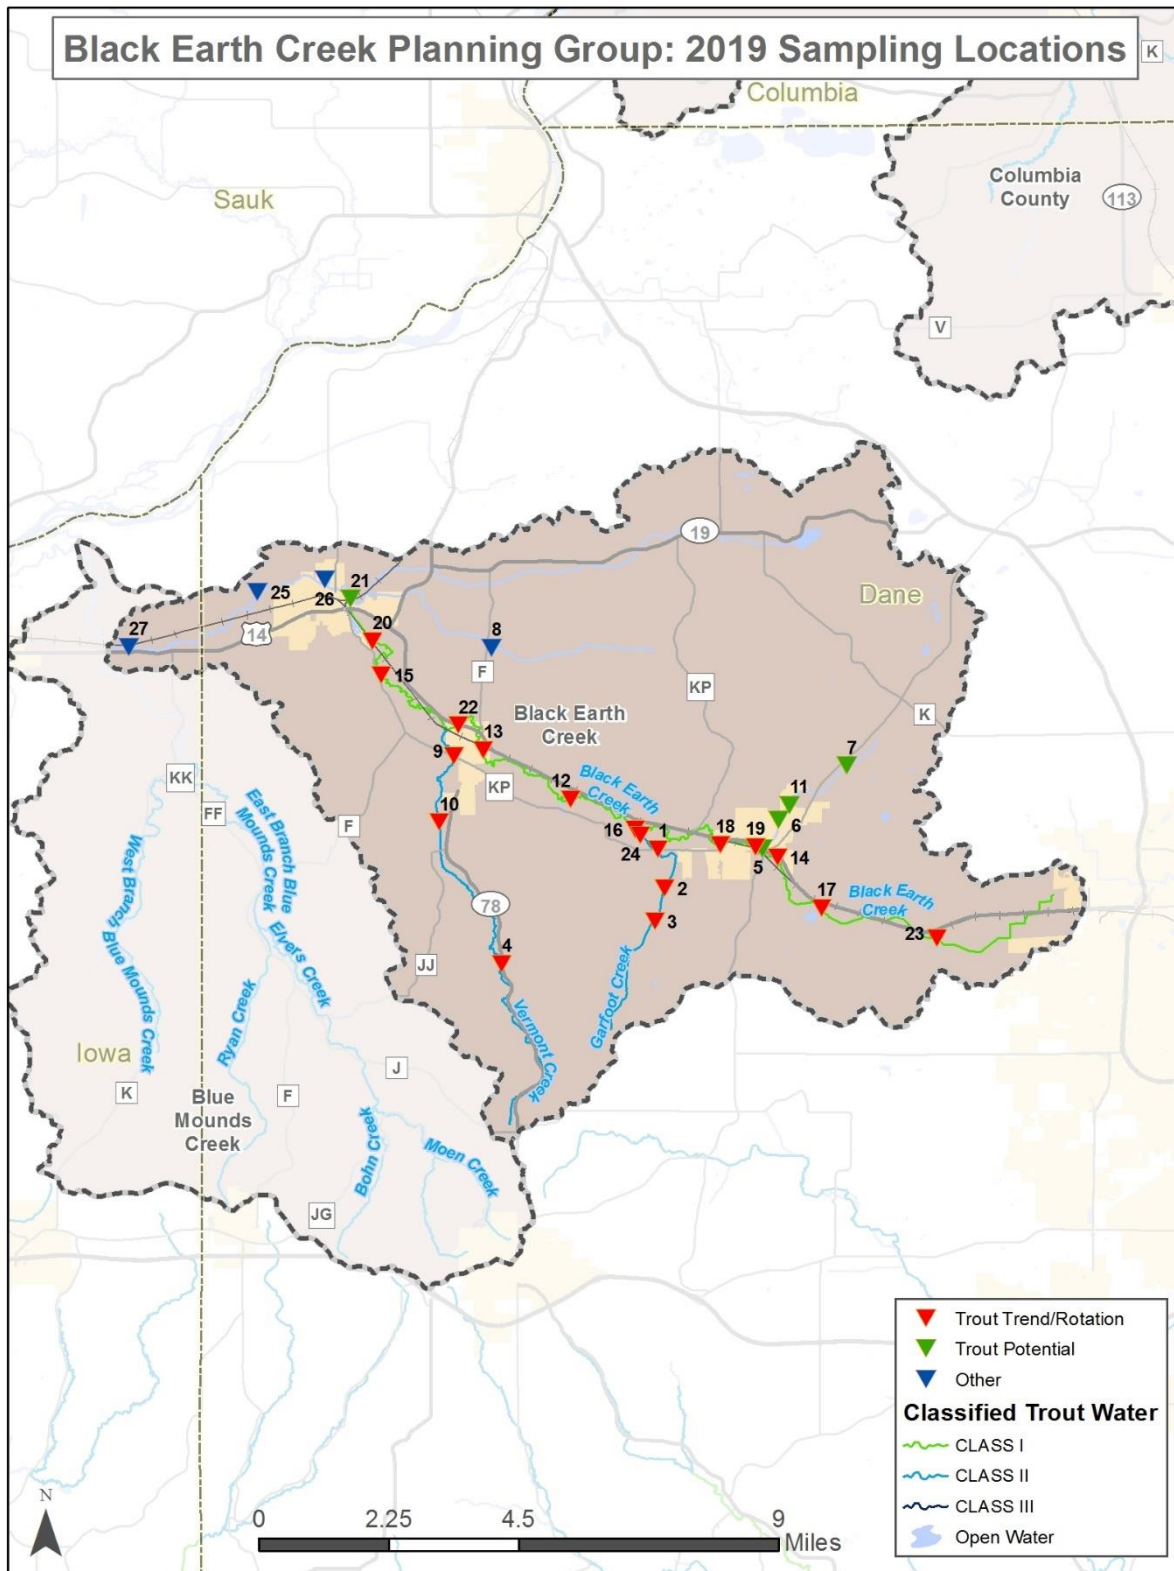 Black Earth Creek Planning Group: 2019 Sampling Locations
K
Columbia
Columbia
County
113
Sauk
V
19
Dane
21
25
26
27
14
20
8
F
15
KP
22
Black Earth
Creek
K
13
9
7
KK
KP
12
Black Earth
Creek
11
FF
10
F
16
6
18
19
1
24
5
14
East Branch Blue
Mounds Creek
West Branch
Blue Mounds Creek
2
17
Black Earth
Creek
78
3
23
Elvers Creek
JJ
4
Garfoot Creek
Ryan Creek
Vermont Creek
Iowa
J
K
F
Blue
Mounds
Creek
Bohn Creek
Moen Creek
JG
Trout Trend/Rotation
Trout Potential
Other
Classified Trout Water
CLASS I
CLASS II
CLASS III
Open Water
N
0 2.25 4.5 9
Miles